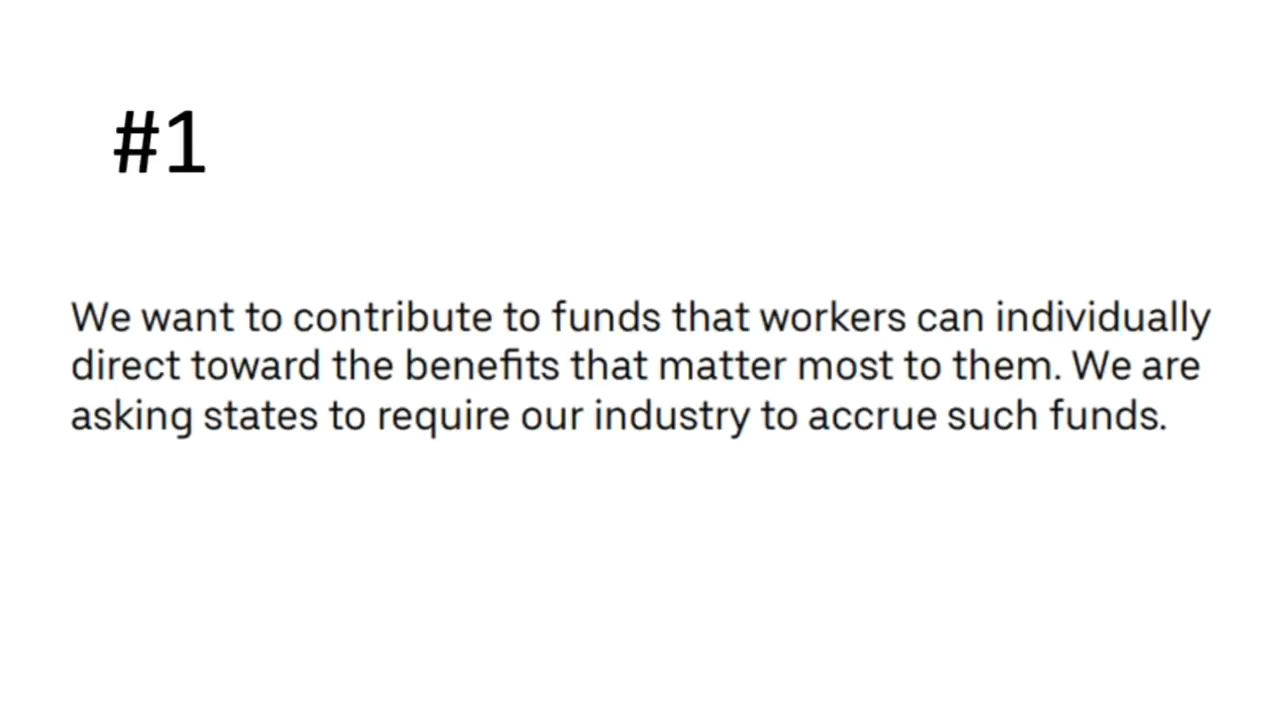 #1
We want to contribute to funds that workers can individually
direct toward the benefits that matter most to them. We are
asking states to require our industry to accrue such funds.